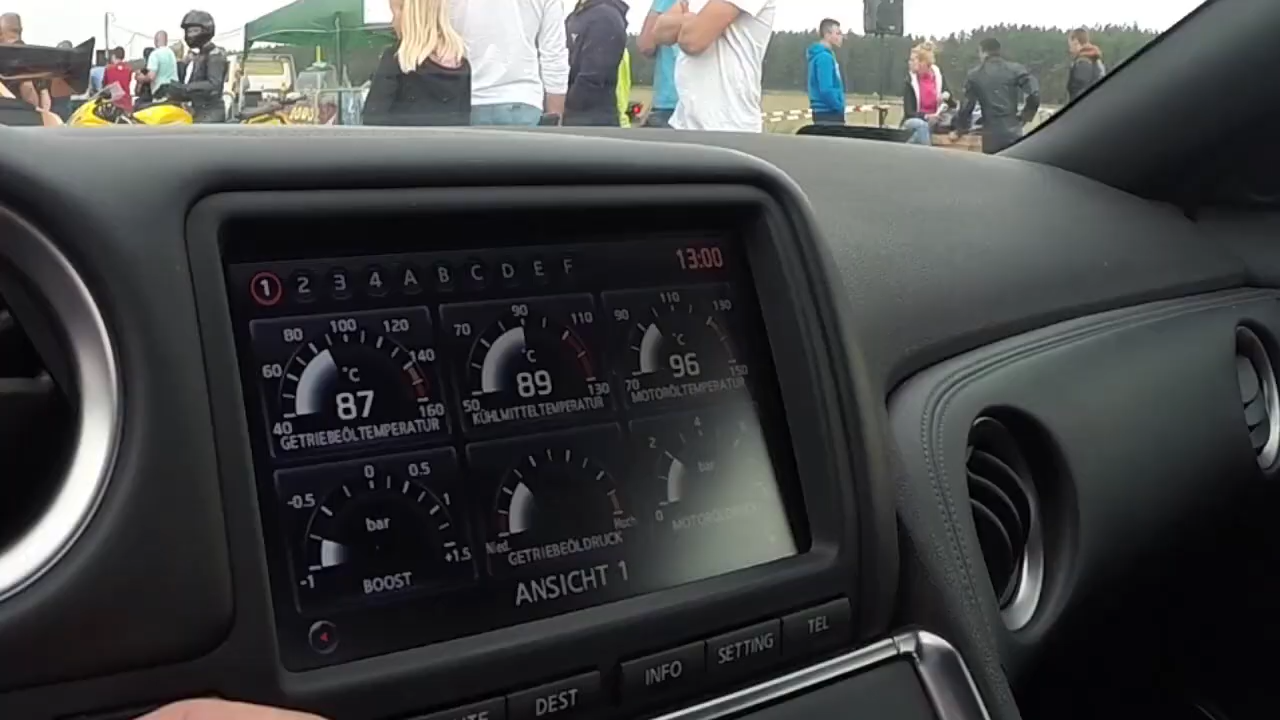 1 2 3 4 A B C D E F 13:00
40 60 80 100 120 140 160
°C
87
GETRIEBEÖLTEMPERATUR
50 70 90 110 130
°C
89
KÜHLMITTELTEMPERATUR
70 90 110 130 150
°C
96
MOTORÖLTEMPERATUR
-1 -0.5 0 0.5 1 +1.5
bar
BOOST
Nied. Hoch
GETRIEBEÖLDRUCK
0 2 4
bar
MOTORÖLDRUCK
ANSICHT 1
DEST INFO SETTING TEL